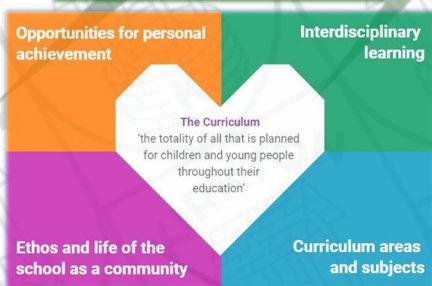 Opportunities for personal
achievement
Interdisciplinary
learning
The Curriculum
'the totality of all that is planned
for children and young people
throughout their
education'
Ethos and life of the
school as a community
Curriculum areas
and subjects